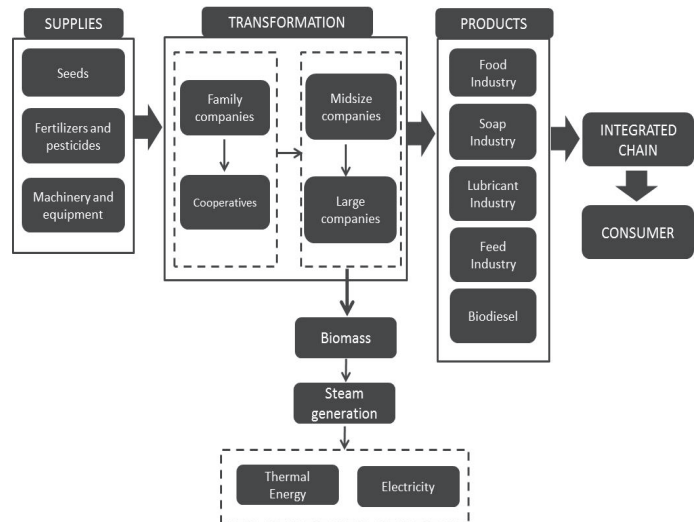 SUPPLIES
Seeds
Fertilizers and
pesticides
Machinery and
equipment
TRANSFORMATION
Family
companies
Cooperatives
Midsize
companies
Large
companies
PRODUCTS
Food
Industry
Soap
Industry
Lubricant
Industry
Feed
Industry
Biodiesel
INTEGRATED
CHAIN
CONSUMER
Biomass
Steam
generation
Thermal
Energy
Electricity